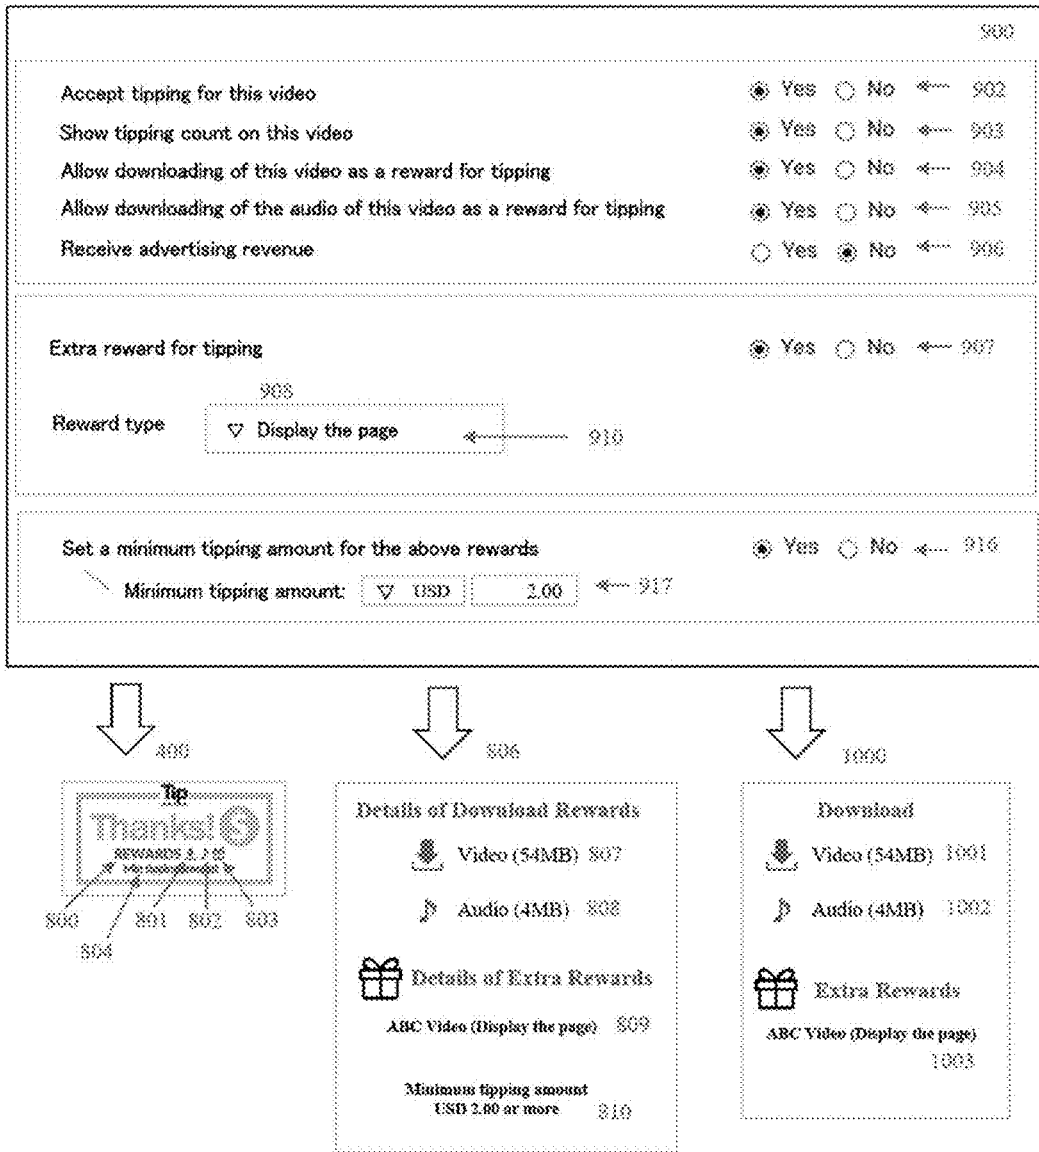 900
Accept tipping for this video Yes No 902
Show tipping count on this video Yes No 903
Allow downloading of this video as a reward for tipping Yes No 904
Allow downloading of the audio of this video as a reward for tipping Yes No 905
Receive advertising revenue Yes No 906
Extra reward for tipping Yes No 907
908
Reward type ▽ Display the page 910
Set a minimum tipping amount for the above rewards Yes No 916
Minimum tipping amount: ▽ USD 2.00 917
400
Tip
Thanks! $
REWARDS
800 801 802 803
804
806
Details of Download Rewards
Video (54MB) 807
Audio (4MB) 808
Details of Extra Rewards
ABC Video (Display the page) 809
Minimum tipping amount
USD 2.00 or more 810
1000
Download
Video (54MB) 1001
Audio (4MB) 1002
Extra Rewards
ABC Video (Display the page)
1003